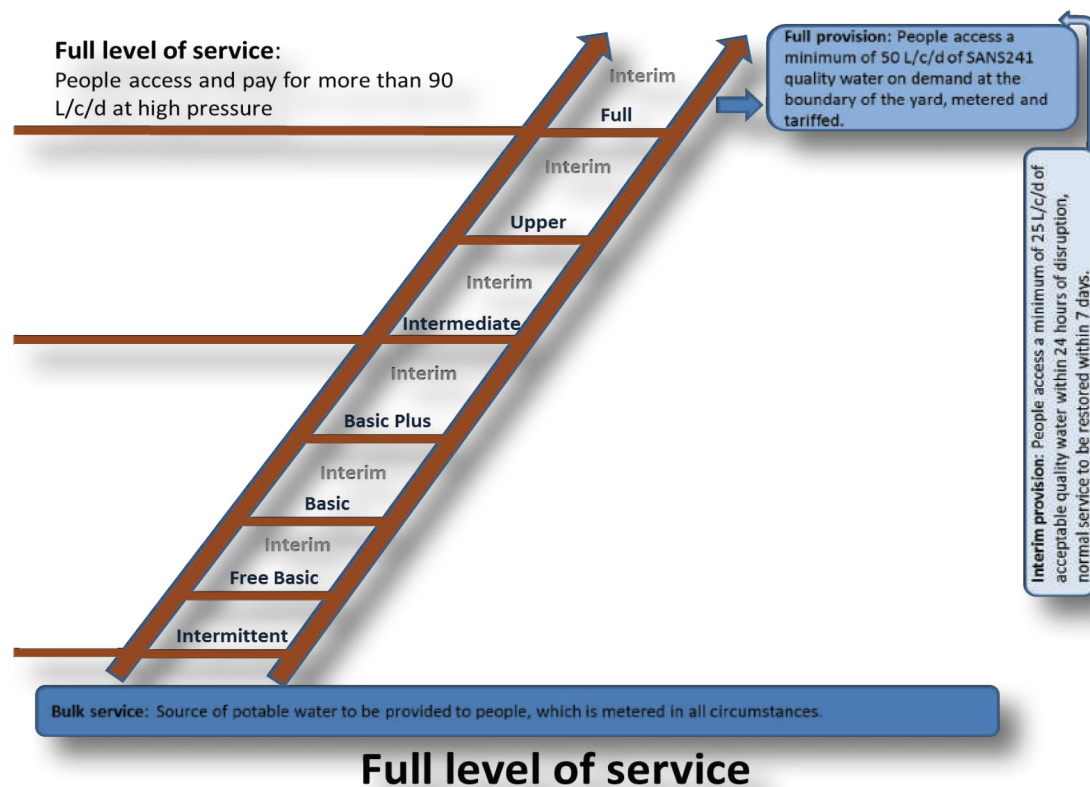 Full level of service:
People access and pay for more than 90
L/c/d at high pressure
Full provision: People access a
minimum of 50 L/c/d of SANS241
quality water on demand at the
boundary of the yard, metered and
tariffed.
Interim
Full
Interim
Upper
Interim
Intermediate
Interim
Basic Plus
Interim
Basic
Interim
Free Basic
Intermittent
Interim provision: People access a minimum of 25 L/c/d of
acceptable quality water within 24 hours of disruption,
normal service to be restored within 7 days.
Bulk service: Source of potable water to be provided to people, which is metered in all circumstances.
Full level of service